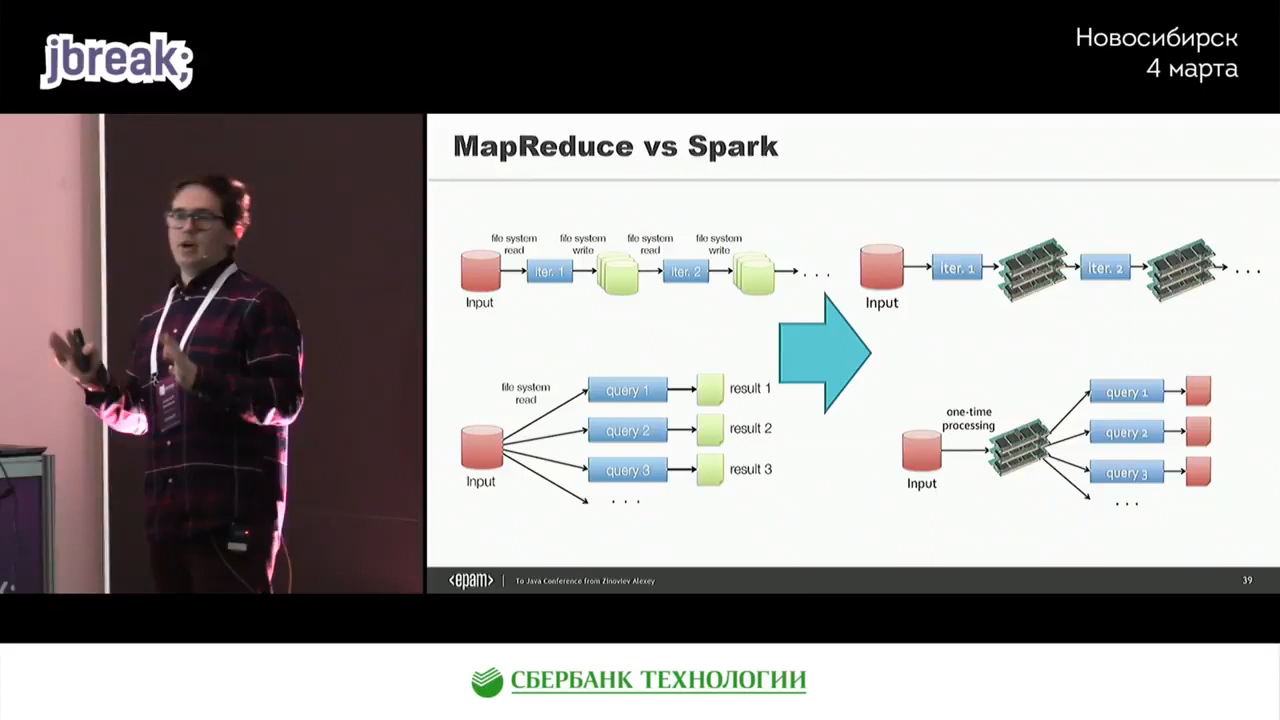 jbreak;
Новосибирск
4 марта
MapReduce vs Spark
file system
read
file system
write
file system
read
file system
write
iter. 1
iter. 2
. . .
Input
iter. 1
iter. 2
. . .
Input
file system
read
query 1
result 1
query 2
result 2
query 3
result 3
. . .
Input
one-time
processing
query 1
query 2
query 3
. . .
Input
<epam>
To Java Conference from Zinoviev Alexey
39
СБЕРБАНК ТЕХНОЛОГИИ